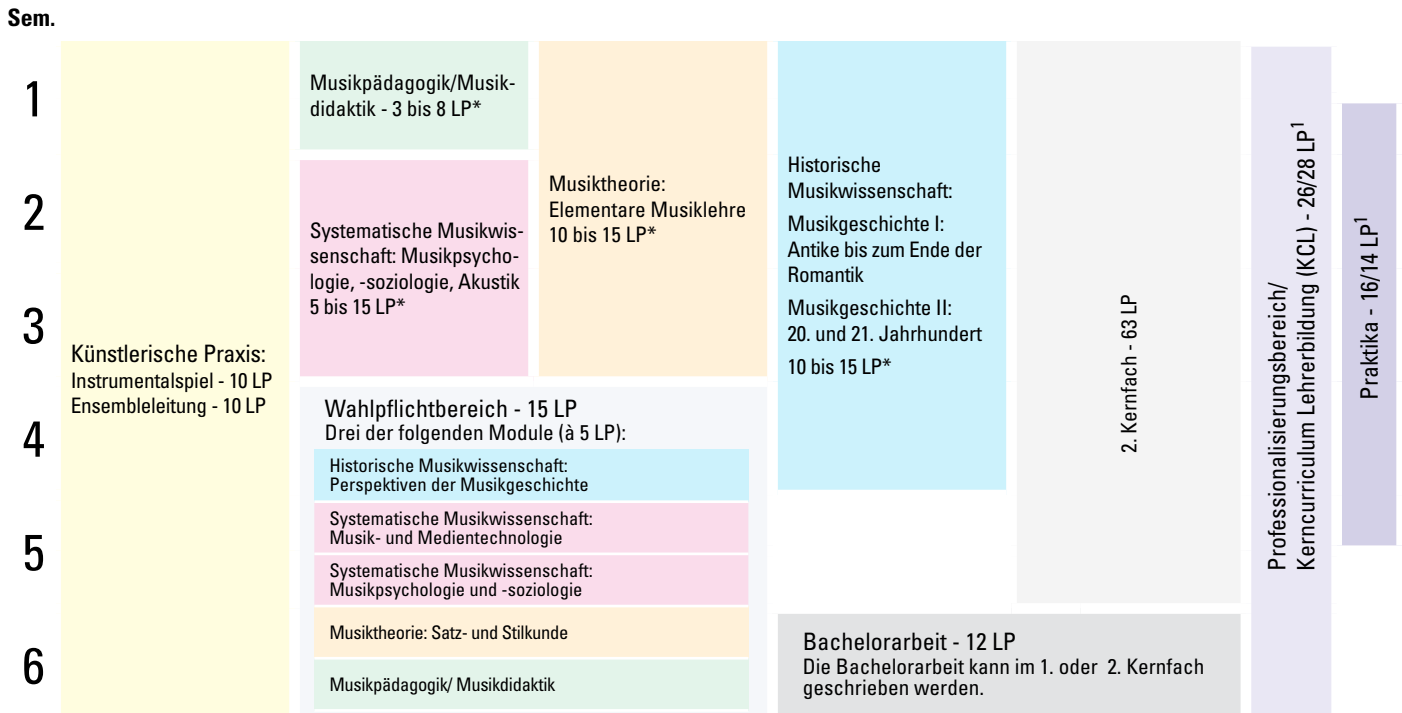 Sem.
1
2
3
4
5
6
Künstlerische Praxis:
Instrumentalspiel - 10 LP
Ensembleleitung - 10 LP
Musikpädagogik/Musik-
didaktik - 3 bis 8 LP*
Systematische Musikwis-
senschaft: Musikpsycho-
logie, -soziologie, Akustik
5 bis 15 LP*
Musiktheorie:
Elementare Musiklehre
10 bis 15 LP*
Historische
Musikwissenschaft:
Musikgeschichte I:
Antike bis zum Ende der
Romantik
Musikgeschichte II:
20. und 21. Jahrhundert
10 bis 15 LP*
Wahlpflichtbereich - 15 LP
Drei der folgenden Module (à 5 LP):
Historische Musikwissenschaft:
Perspektiven der Musikgeschichte
Systematische Musikwissenschaft:
Musik- und Medientechnologie
Systematische Musikwissenschaft:
Musikpsychologie und -soziologie
Musiktheorie: Satz- und Stilkunde
Musikpädagogik/ Musikdidaktik
2. Kernfach - 63 LP
Bachelorarbeit - 12 LP
Die Bachelorarbeit kann im 1. oder 2. Kernfach
geschrieben werden.
Professionalisierungsbereich/
Kerncurriculum Lehrerbildung (KCL) - 26/28 LP¹
Praktika - 16/14 LP¹